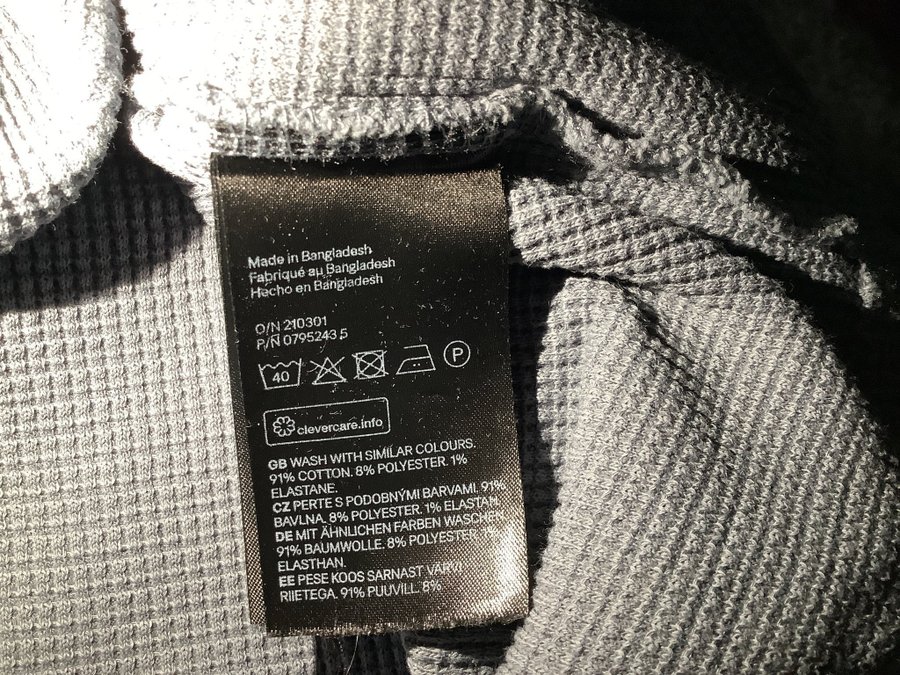 Made in Bangladesh
Fabriqué au Bangladesh
Hecho en Bangladesh
O/N 210301
P/N 0795243 5
40 P
clevercare.info
GB WASH WITH SIMILAR COLOURS.
91% COTTON. 8% POLYESTER. 1%
ELASTANE.
CZ PERTE S PODOBNÝMI BARVAMI. 91%
BAVLNA. 8% POLYESTER. 1% ELASTAN.
DE MIT ÄHNLICHEN FARBEN WASCHEN.
91% BAUMWOLLE. 8% POLYESTER. 1%
ELASTHAN.
EE PESE KOOS SARNAST VÄRVI
RIIETEGA. 91% PUUVILL. 8%